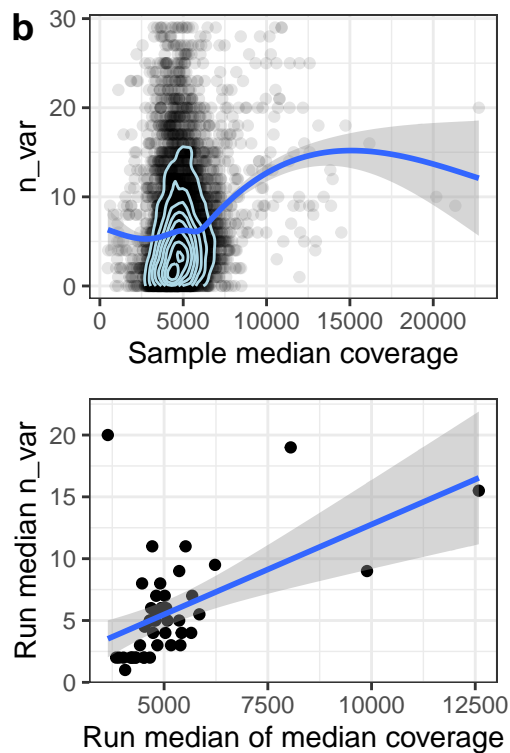 b
n_var
30
20
10
0
0 5000 10000 15000 20000
Sample median coverage
Run median n_var
20
15
10
5
0
5000 7500 10000 12500
Run median of median coverage